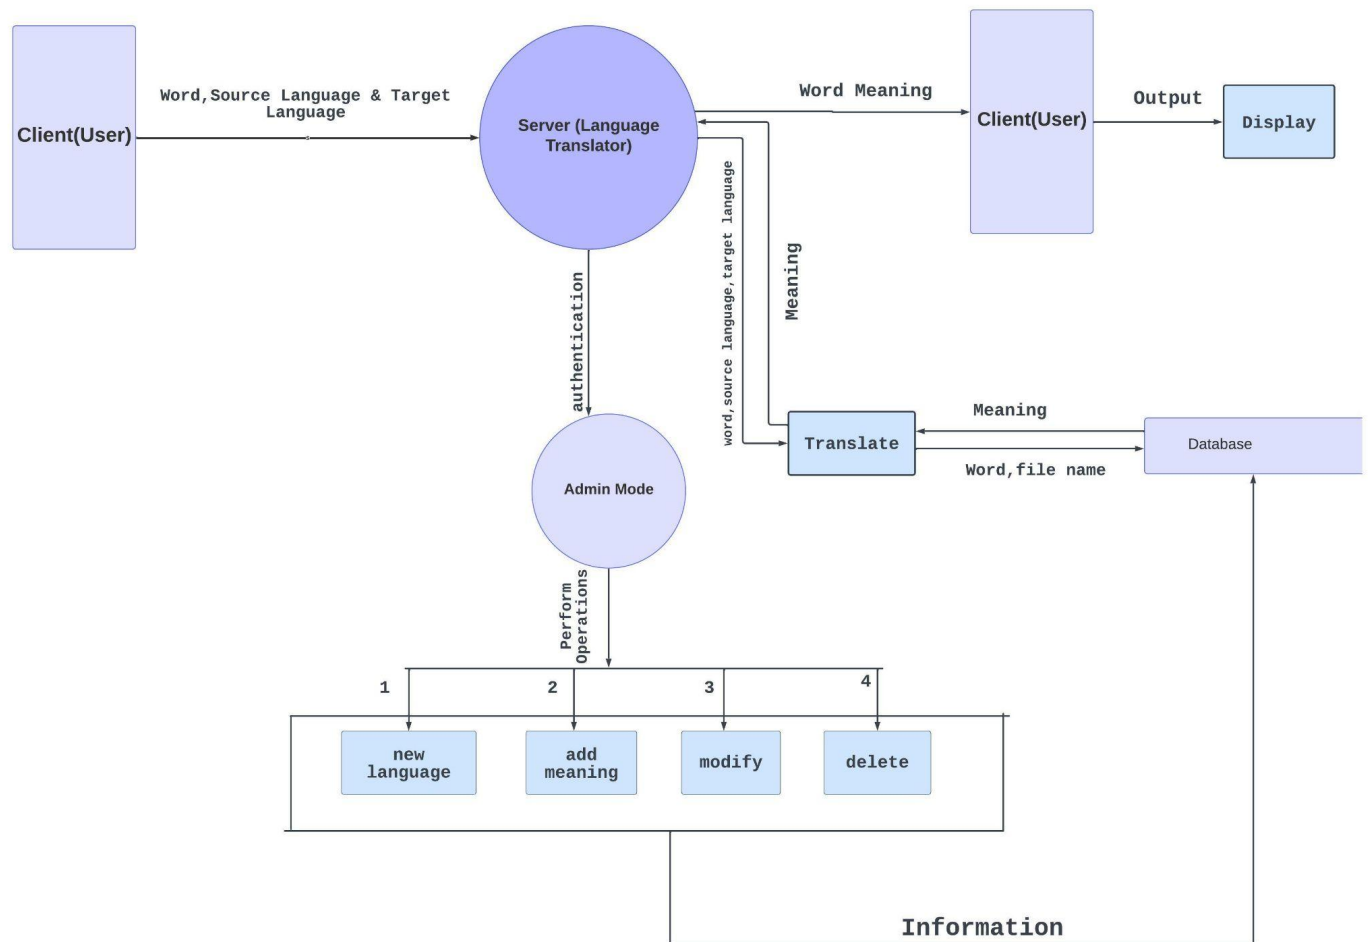 Word,Source Language & Target
Language
Client(User)
Server (Language
Translator)
Word Meaning
Client(User)
Output
Display
word,source language,target language
Meaning
authentication
Translate
Meaning
Word,file name
Database
Admin Mode
Perform
Operations
1
2
3
4
new
language
add
meaning
modify
delete
Information